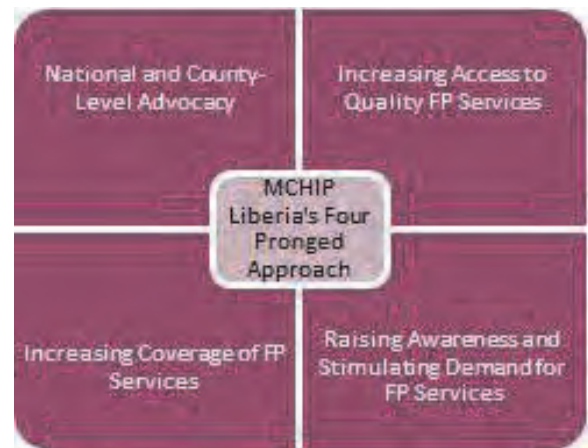 National and County-
Level Advocacy
Increasing Access to
Quality FP Services
MCHIP
Liberia's Four
Pronged
Approach
Increasing Coverage of FP
Services
Raising Awareness and
Stimulating Demand for
FP Services